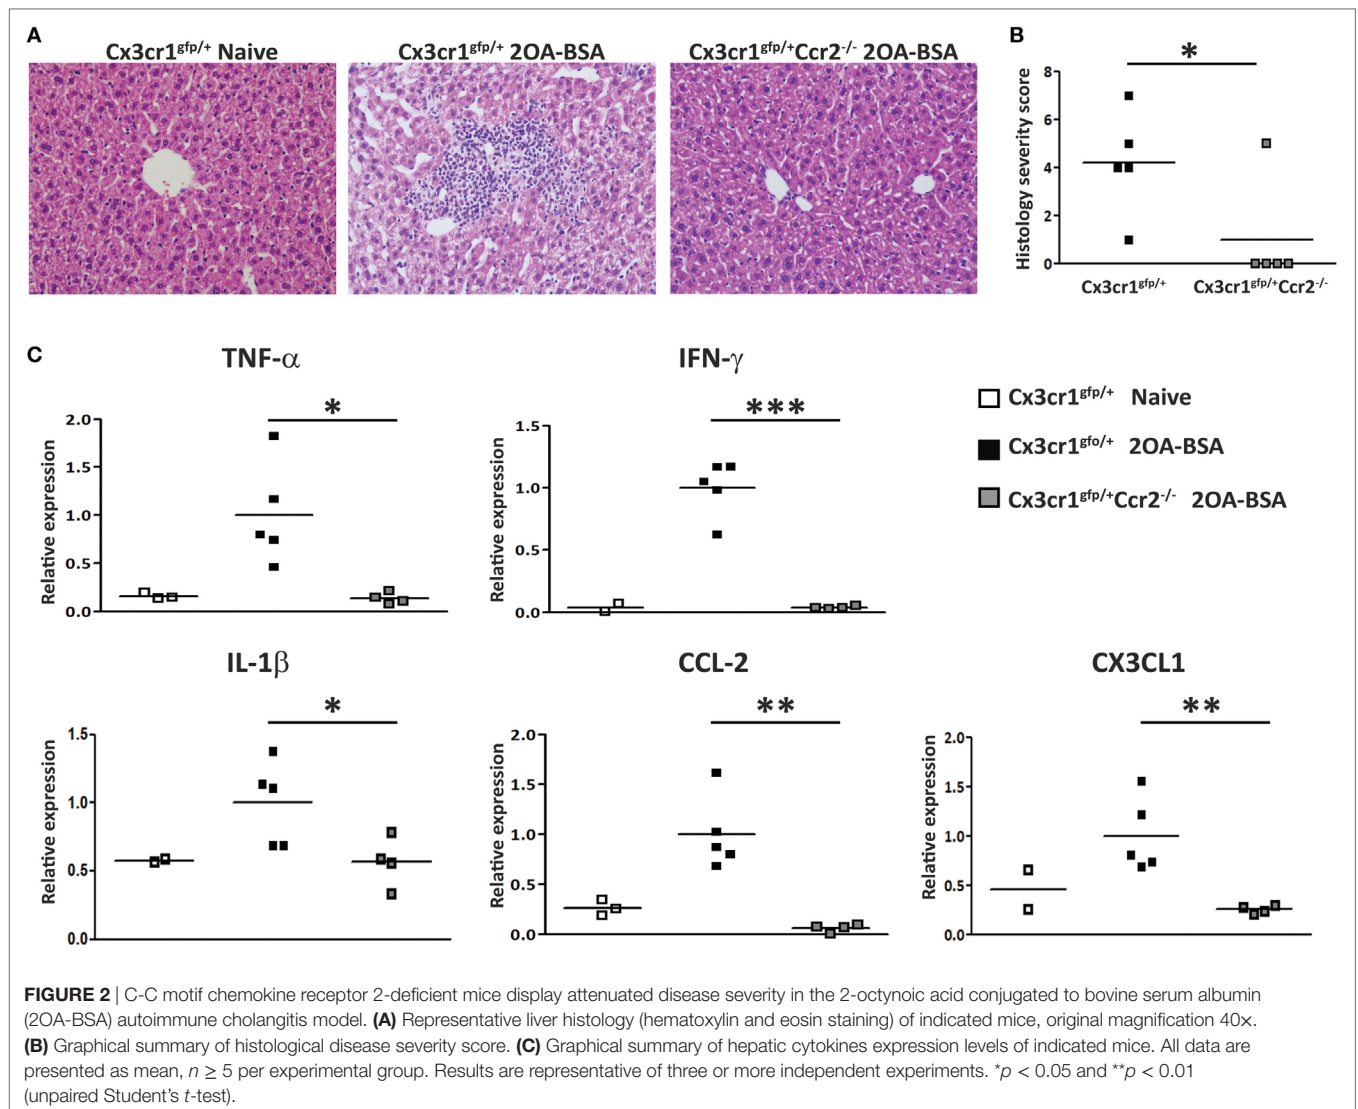 A
Cx3cr1gfp/+ Naive
Cx3cr1gfp/+ 2OA-BSA
Cx3cr1gfp/+Ccr2-/- 2OA-BSA
B
*
Histology severity score
8
6
4
2
0
Cx3cr1gfp/+
Cx3cr1gfp/+Ccr2-/-
C
TNF-α
*
Relative expression
2.0
1.5
1.0
0.5
0.0
IFN-γ
***
Relative expression
1.5
1.0
0.5
0.0
Cx3cr1gfp/+ Naive
Cx3cr1gfo/+ 2OA-BSA
Cx3cr1gfp/+Ccr2-/- 2OA-BSA
IL-1β
*
Relative expression
1.5
1.0
0.5
0.0
CCL-2
**
Relative expression
2.0
1.5
1.0
0.5
0.0
CX3CL1
**
Relative expression
2.0
1.5
1.0
0.5
0.0
FIGURE 2 | C-C motif chemokine receptor 2-deficient mice display attenuated disease severity in the 2-octynoic acid conjugated to bovine serum albumin
(2OA-BSA) autoimmune cholangitis model. (A) Representative liver histology (hematoxylin and eosin staining) of indicated mice, original magnification 40×.
(B) Graphical summary of histological disease severity score. (C) Graphical summary of hepatic cytokines expression levels of indicated mice. All data are
presented as mean, n ≥ 5 per experimental group. Results are representative of three or more independent experiments. *p < 0.05 and **p < 0.01
(unpaired Student's t-test).